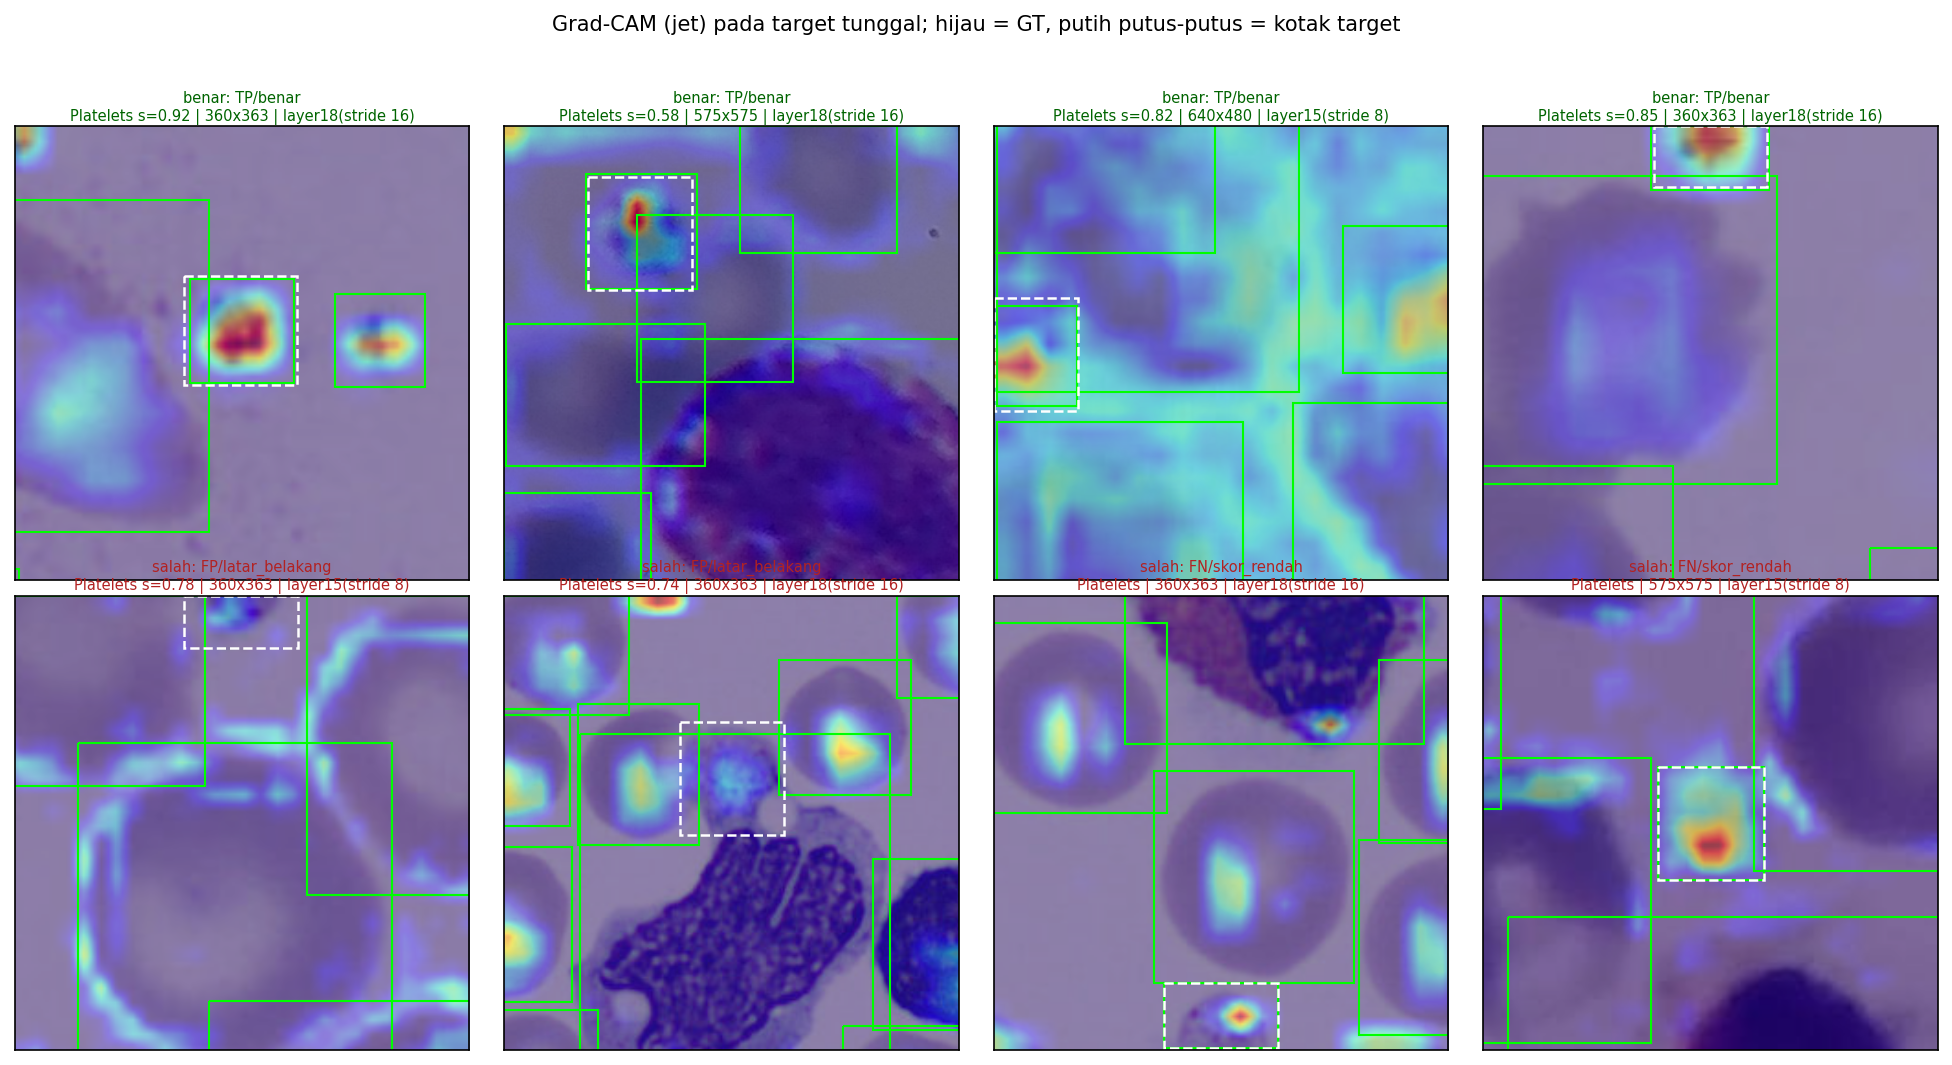 Grad-CAM (jet) pada target tunggal; hijau = GT, putih putus-putus = kotak target
benar: TP/benar
Platelets s=0.92 | 360x363 | layer18(stride 16)
benar: TP/benar
Platelets s=0.58 | 575x575 | layer18(stride 16)
benar: TP/benar
Platelets s=0.82 | 640x480 | layer15(stride 8)
benar: TP/benar
Platelets s=0.85 | 360x363 | layer18(stride 16)
salah: FP/latar_belakang
Platelets s=0.78 | 360x363 | layer15(stride 8)
salah: FP/latar_belakang
Platelets s=0.74 | 360x363 | layer18(stride 16)
salah: FN/skor_rendah
Platelets | 360x363 | layer18(stride 16)
salah: FN/skor_rendah
Platelets | 575x575 | layer15(stride 8)